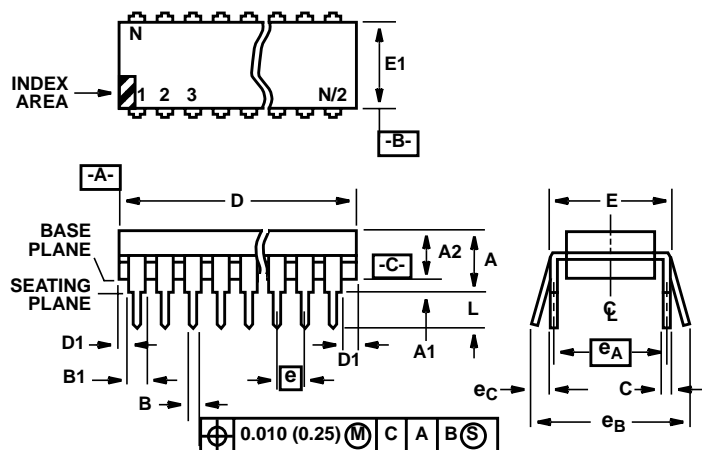 N
E1
INDEX
AREA
1 2 3 N/2
-B-
-A-
D
E
BASE
PLANE
A2
A
-C-
SEATING
PLANE
L
D1
A1
D1
B1
e
eA
eC
C
B
eB
0.010 (0.25) M C A B S
CL